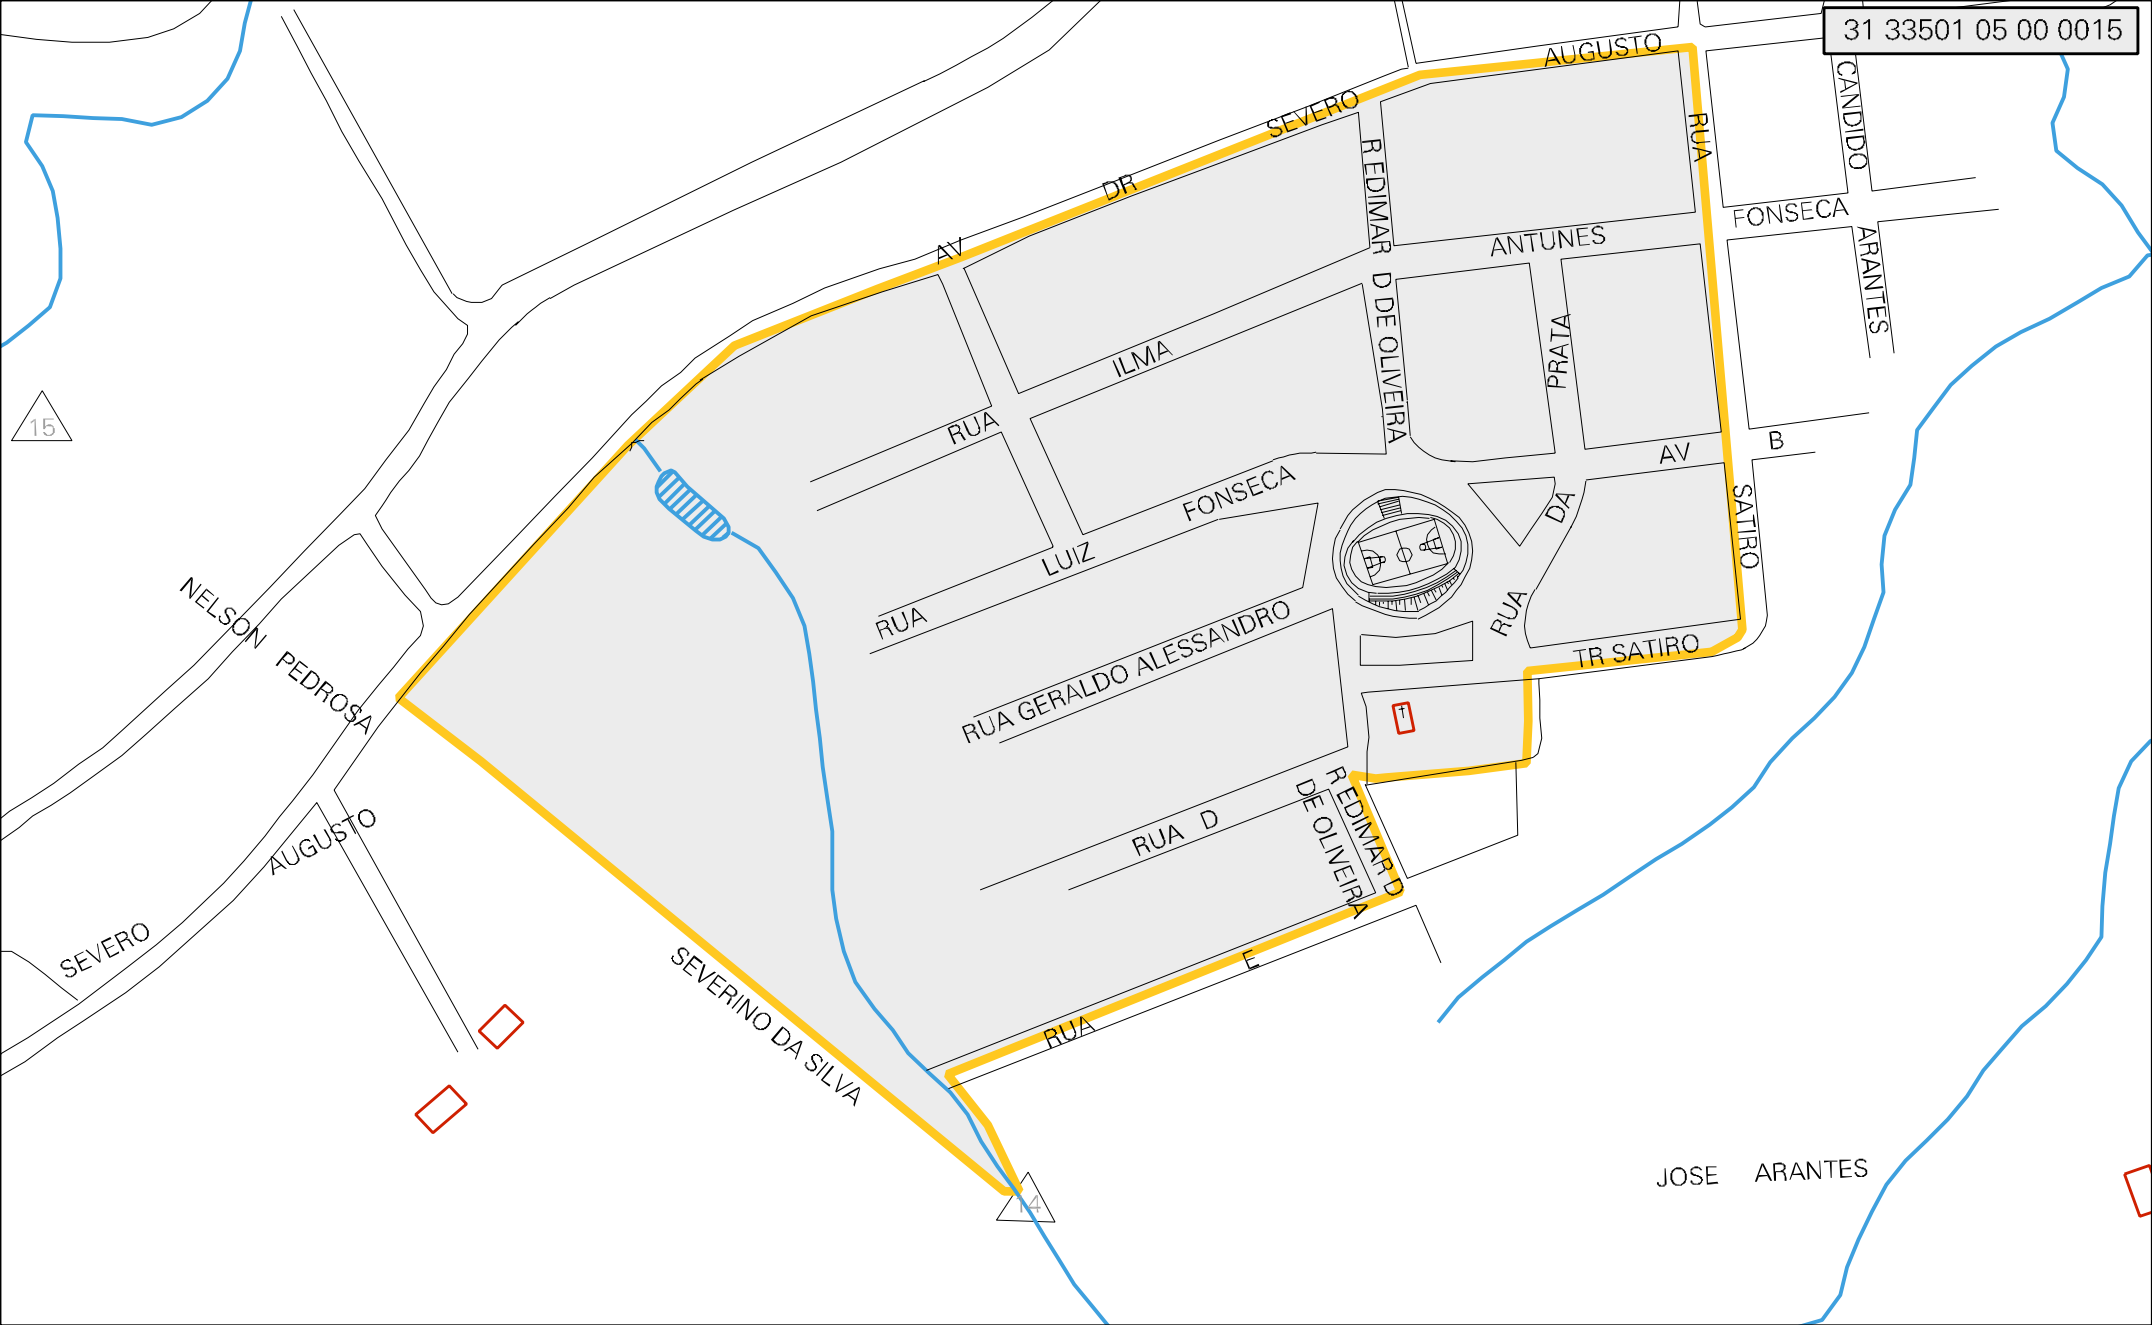 31 33501 05 00 0015
AV DR SEVERO AUGUSTO
RUA SATIRO
CANDIDO ARANTES
R EDIMAR D DE OLIVEIRA
FONSECA
ANTUNES
ILMA
RUA
PRATA
DA
RUA
AV B
15
RUA LUIZ FONSECA
NELSON PEDROSA
RUA GERALDO ALESSANDRO
TR SATIRO
R EDIMAR D
DE OLIVEIRA
RUA D
SEVERO AUGUSTO
SEVERINO DA SILVA
RUA E
JOSE ARANTES
14